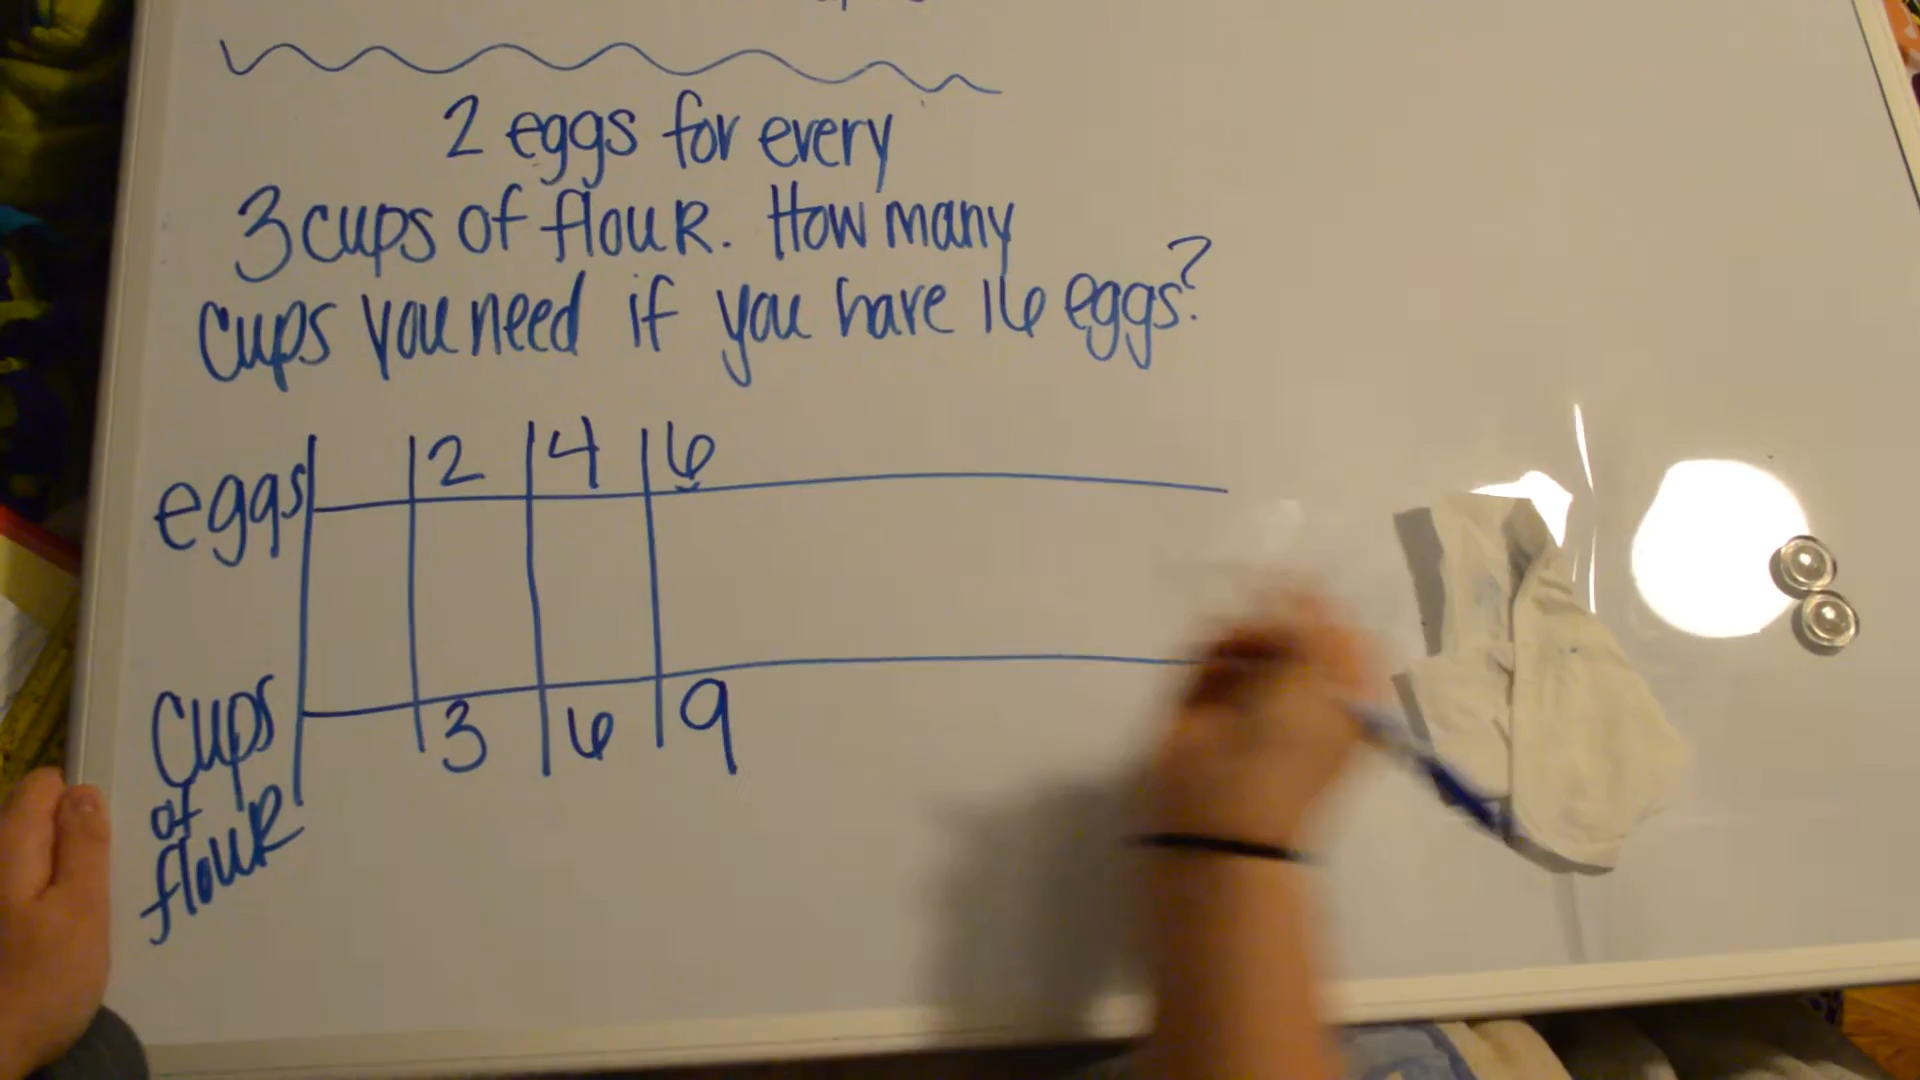 2 eggs for every
3 cups of flour. How many
cups you need if you have 16 eggs?
eggs 2 4 6
cups 3 6 9
of
flour